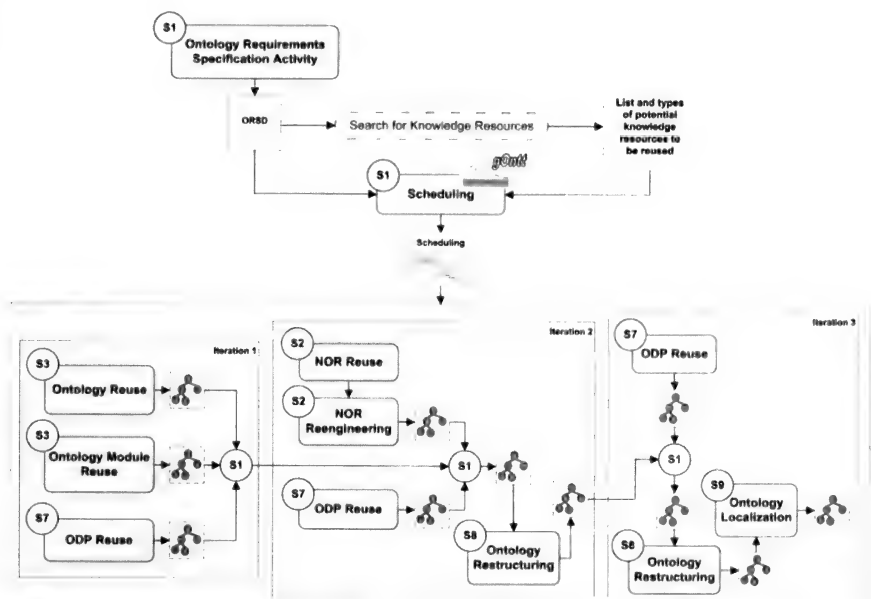 S1
Ontology Requirements
Specification Activity
ORSD
Search for Knowledge Resources
List and types
of potential
knowledge
resources to
be reused
gOntt
S1
Scheduling
Scheduling
Iteration 1
S3
Ontology Reuse
S3
Ontology Module
Reuse
S7
ODP Reuse
S1
Iteration 2
S2
NOR Reuse
S2
NOR
Reengineering
S7
ODP Reuse
S1
S8
Ontology
Restructuring
Iteration 3
S7
ODP Reuse
S1
S9
Ontology
Localization
S8
Ontology
Restructuring